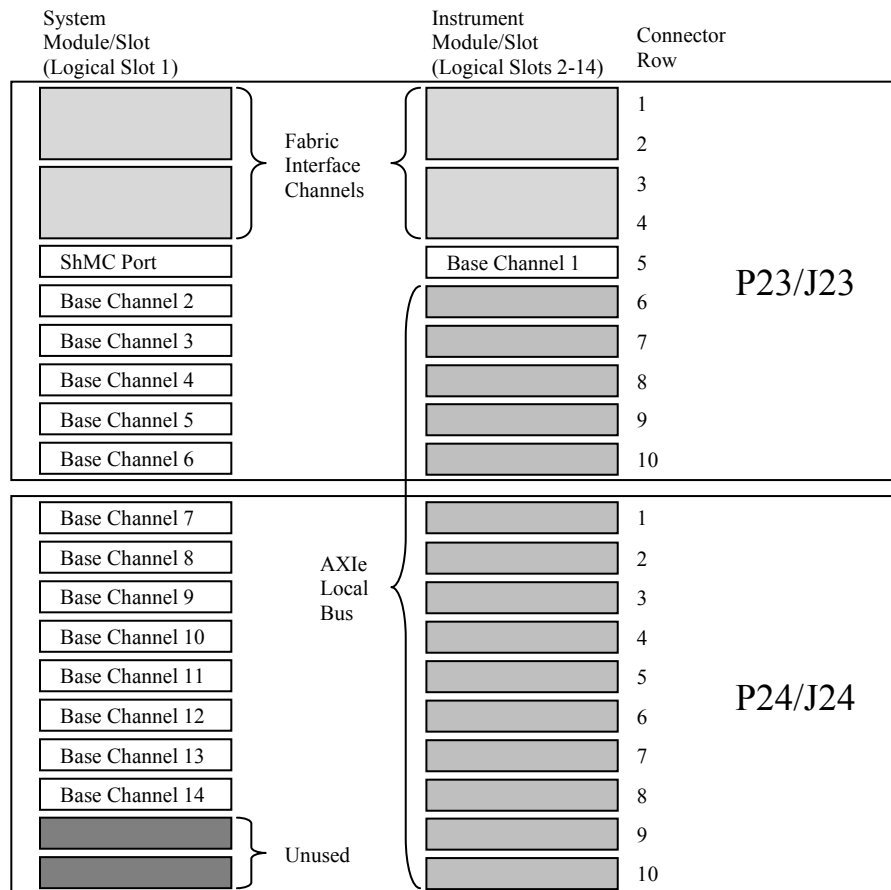 System
Module/Slot
(Logical Slot 1)
Instrument
Module/Slot
(Logical Slots 2-14)
Connector
Row
Fabric
Interface
Channels
1
2
3
4
ShMC Port
Base Channel 1
5
P23/J23
Base Channel 2
6
Base Channel 3
7
Base Channel 4
8
Base Channel 5
9
Base Channel 6
10
Base Channel 7
1
Base Channel 8
2
Base Channel 9
3
Base Channel 10
4
AXIe
Local
Bus
Base Channel 11
5
Base Channel 12
6
P24/J24
Base Channel 13
7
Base Channel 14
8
9
Unused
10